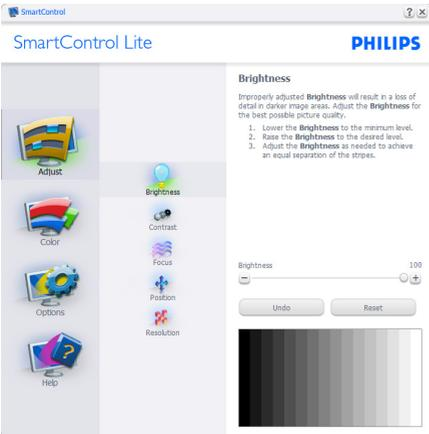 SmartControl
SmartControl Lite
PHILIPS
Adjust
Color
Options
Help
Brightness
Contrast
Focus
Position
Resolution
Brightness
Improperly adjusted Brightness will result in a loss of
detail in darker image areas. Adjust the Brightness for
the best possible picture quality.
1. Lower the Brightness to the minimum level.
2. Raise the Brightness to the desired level.
3. Adjust the Brightness as needed to achieve
an equal separation of the stripes.
Brightness 100
Undo Reset